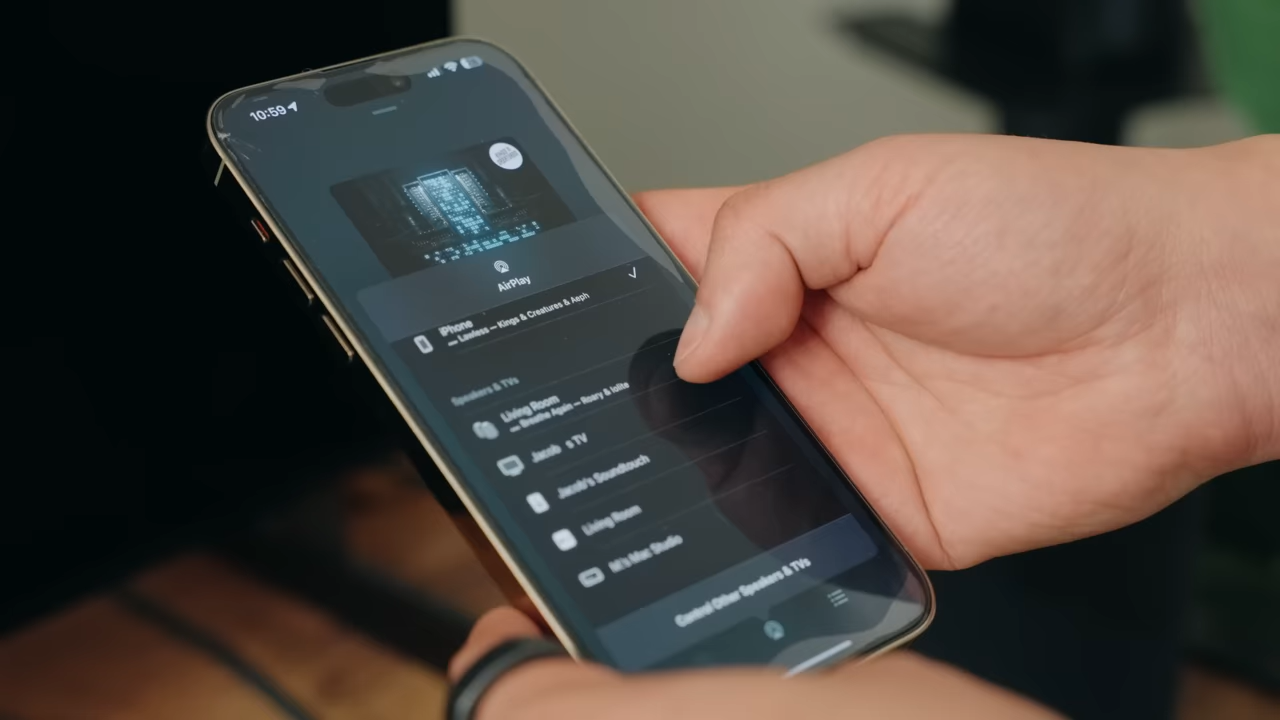 10:59
AirPlay
iPhone
Lawless — Kings & Creatures & Aeph
Speakers & TVs
Living Room
Breathe Again — Roary & Iolite
Jacob s TV
Jacob's Soundtouch
Living Room
Mac Studio
Control Other Speakers & TVs